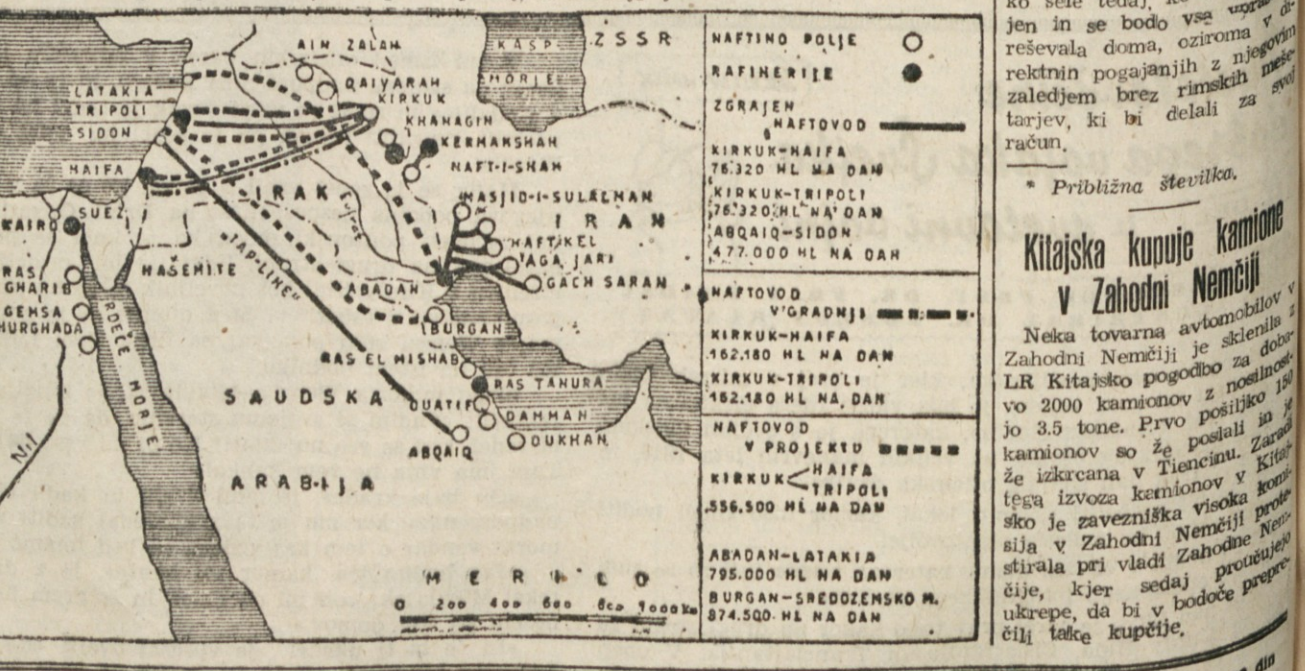 AIN ZALAH
KASP.
MORJE
ZSSR
QAIYARAH
KIRKUK
LATAKIA
TRIPOLI
SIDON
HAIFA
KHANAGIN
KERMANSHAH
NAFT-I-SHAH
IRAK
MASJID-I-SULAEMAN
IRAN
HAFTKEL
AGA JARI
GACH SARAN
SUEZ
KAIRO
HAŠEMITE
"TAP-LINE"
ABADAN
RAS
GHARIB
GEMSA
HURGHADA
BURGAN
RAS EL MISHAB
RAS TANURA
QUATIF
DAMMAN
DOUKHAN
ABQAIQ
RDEČE MORJE
NIL
SAUDSKA
ARABIJA
MERILO
0 200 400 600 800 1000 km
NAFTINO POLJE
RAFINERIJE
ZGRAJEN
NAFTOVOD
KIRKUK-HAIFA
76.320 HL NA DAN
KIRKUK-TRIPOLI
76.320 HL NA DAN
ABQAIQ-SIDON
477.000 HL NA DAN
NAFTOVOD
V GRADNJI
KIRKUK-HAIFA
162.180 HL NA DAN
KIRKUK-TRIPOLI
162.180 HL NA DAN
NAFTOVOD
V PROJEKTU
HAIFA
KIRKUK
TRIPOLI
556.500 HL NA DAN
ABADAN-LATAKIA
795.000 HL NA DAN
BURGAN-SREDOZEMSKO M.
874.500 HL NA DAN
jen in se bodo vsa
reševala doma, oziroma v di-
rektnin pogajanjih z njegovim
zaledjem brez rimskih meše-
tarjev, ki bi delali za svoj
račun.
* Približna številka.
Kitajska kupuje kamione
v Zahodni Nemčiji
Neka tovarna avtomobilov v
Zahodni Nemčiji je sklenila z
LR Kitajsko pogodbo za doba-
vo 2000 kamionov z nosilnost-
jo 3.5 tone. Prvo pošiljko 150
kamionov so že poslali in je
že izkrcana v Tiencinu. Zaradi
tega izvoza kamionov v Kitaj-
sko je zavezniška visoka komi-
sija v Zahodni Nemčiji prote-
stirala pri vladi Zahodne Nem-
čije, kjer sedaj proučujejo
ukrepe, da bi v bodoče prepre-
čili take kupčije.